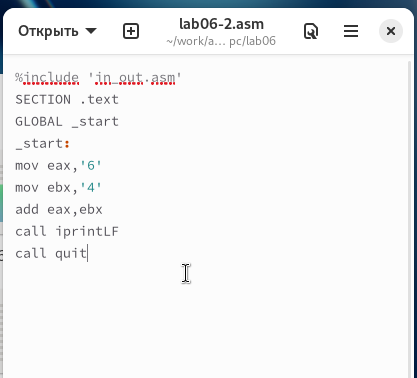 Открыть
lab06-2.asm
~/work/a... pc/lab06
%include 'in_out.asm'
SECTION .text
GLOBAL _start
_start:
mov eax,'6'
mov ebx,'4'
add eax,ebx
call iprintLF
call quit